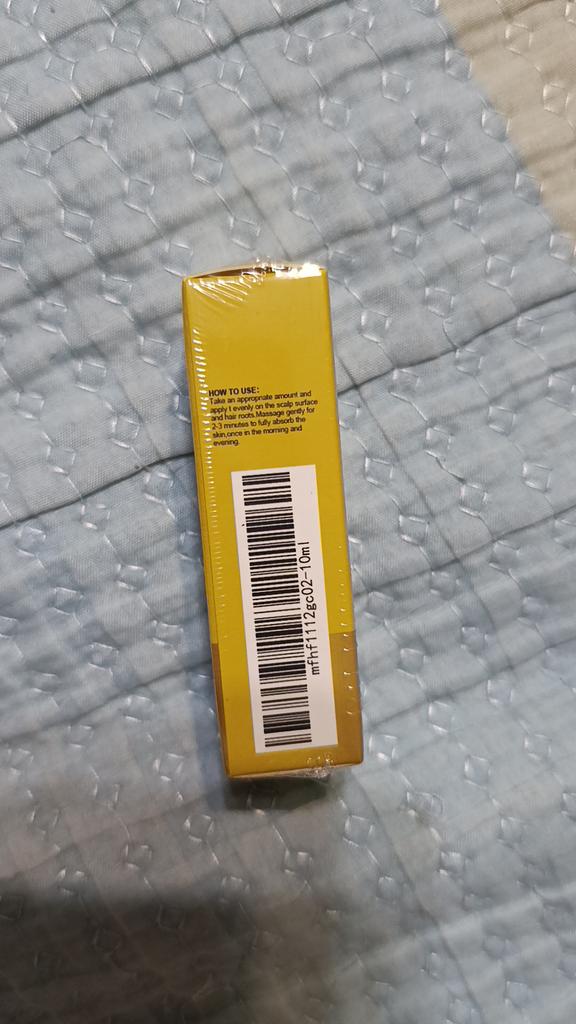 HOW TO USE:
Take an appropriate amount and
apply t evenly on the scalp surface
and hair roots.Massage gently for
2-3 minutes to fully absorb the
skin,once in the morning and
evening.
mfhf1112gc02-10ml